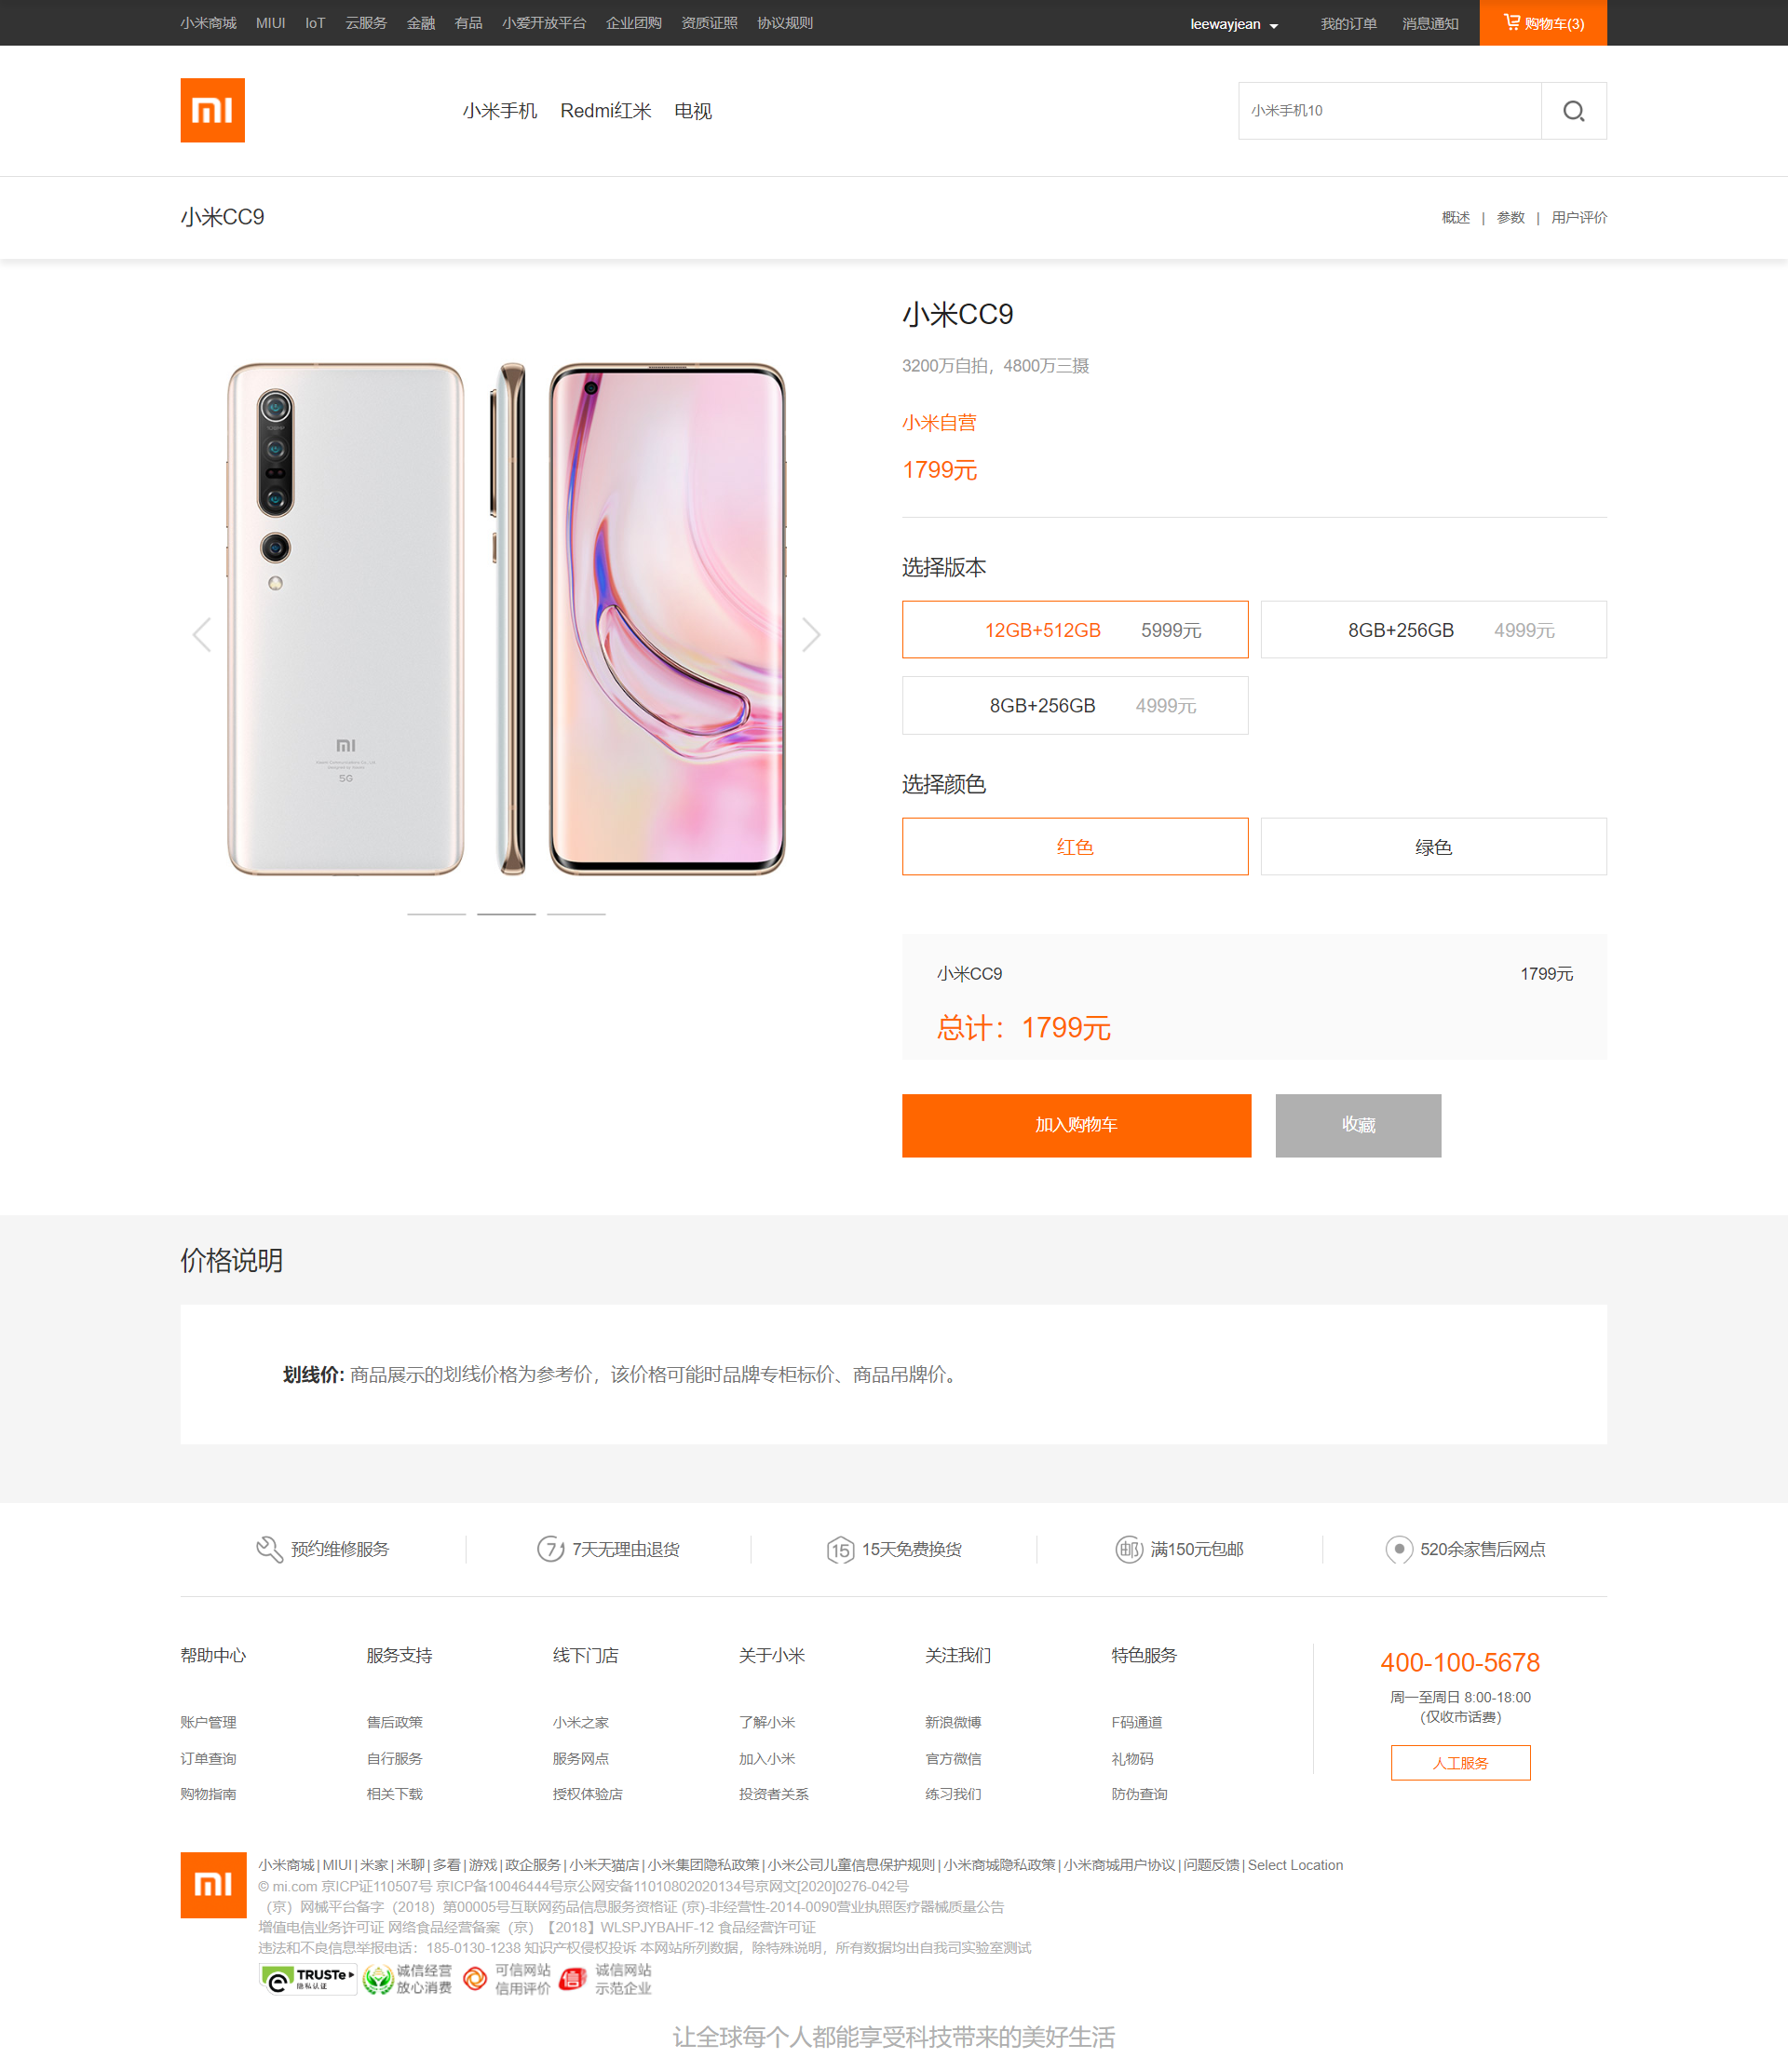 小米商城 MIUI IoT 云服务 金融 有品 小爱开放平台 企业团购 资质证照 协议规则 leewayjean 我的订单 消息通知 购物车(3)
小米手机 Redmi红米 电视 小米手机10
小米CC9 概述 | 参数 | 用户评价
小米CC9
3200万自拍，4800万三摄
小米自营
1799元
选择版本
12GB+512GB 5999元 8GB+256GB 4999元
8GB+256GB 4999元
选择颜色
红色 绿色
小米CC9 1799元
总计：1799元
加入购物车 收藏
5G
价格说明
划线价: 商品展示的划线价格为参考价，该价格可能时品牌专柜标价、商品吊牌价。
预约维修服务 7 7天无理由退货 15 15天免费换货 邮 满150元包邮 520余家售后网点
帮助中心 服务支持 线下门店 关于小米 关注我们 特色服务
400-100-5678
周一至周日 8:00-18:00
（仅收市话费）
人工服务
账户管理 售后政策 小米之家 了解小米 新浪微博 F码通道
订单查询 自行服务 服务网点 加入小米 官方微信 礼物码
购物指南 相关下载 授权体验店 投资者关系 练习我们 防伪查询
小米商城|MIUI|米家|米聊|多看|游戏|政企服务|小米天猫店|小米集团隐私政策|小米公司儿童信息保护规则|小米商城隐私政策|小米商城用户协议|问题反馈|Select Location
© mi.com 京ICP证110507号 京ICP备10046444号京公网安备11010802020134号京网文[2020]0276-042号
（京）网械平台备字（2018）第00005号互联网药品信息服务资格证 (京)-非经营性-2014-0090营业执照医疗器械质量公告
增值电信业务许可证 网络食品经营备案（京）【2018】WLSPJYBAHF-12 食品经营许可证
违法和不良信息举报电话：185-0130-1238 知识产权侵权投诉 本网站所列数据，除特殊说明，所有数据均出自我司实验室测试
TRUSTe 隐私认证 诚信经营 放心消费 可信网站 信用评价 信 诚信网站 示范企业
让全球每个人都能享受科技带来的美好生活